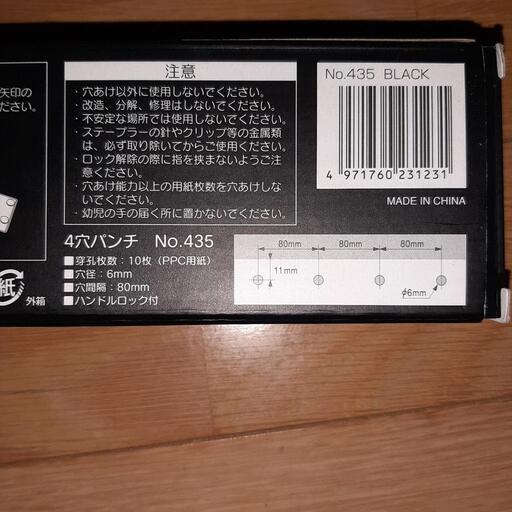 矢印の
ださい。
注意
・穴あけ以外に使用しないでください。
・改造、分解、修理はしないでください。
・不安定な場所では使用しないでください。
・ステープラーの針やクリップ等の金属類
は、必ず取り除いてからご使用ください。
・ロック解除の際に指を挟まないようご注
意ください。
・穴あけ能力以上の用紙枚数を穴あけしな
いでください。
・幼児の手の届く所に置かないでください。
No.435 BLACK
4 971760 231231
MADE IN CHINA
4穴パンチ No.435
■穿孔枚数：10枚（PPC用紙）
■穴径：6mm
■穴間隔：80mm
■ハンドルロック付
80mm 80mm 80mm
11mm
φ6mm
紙
外箱